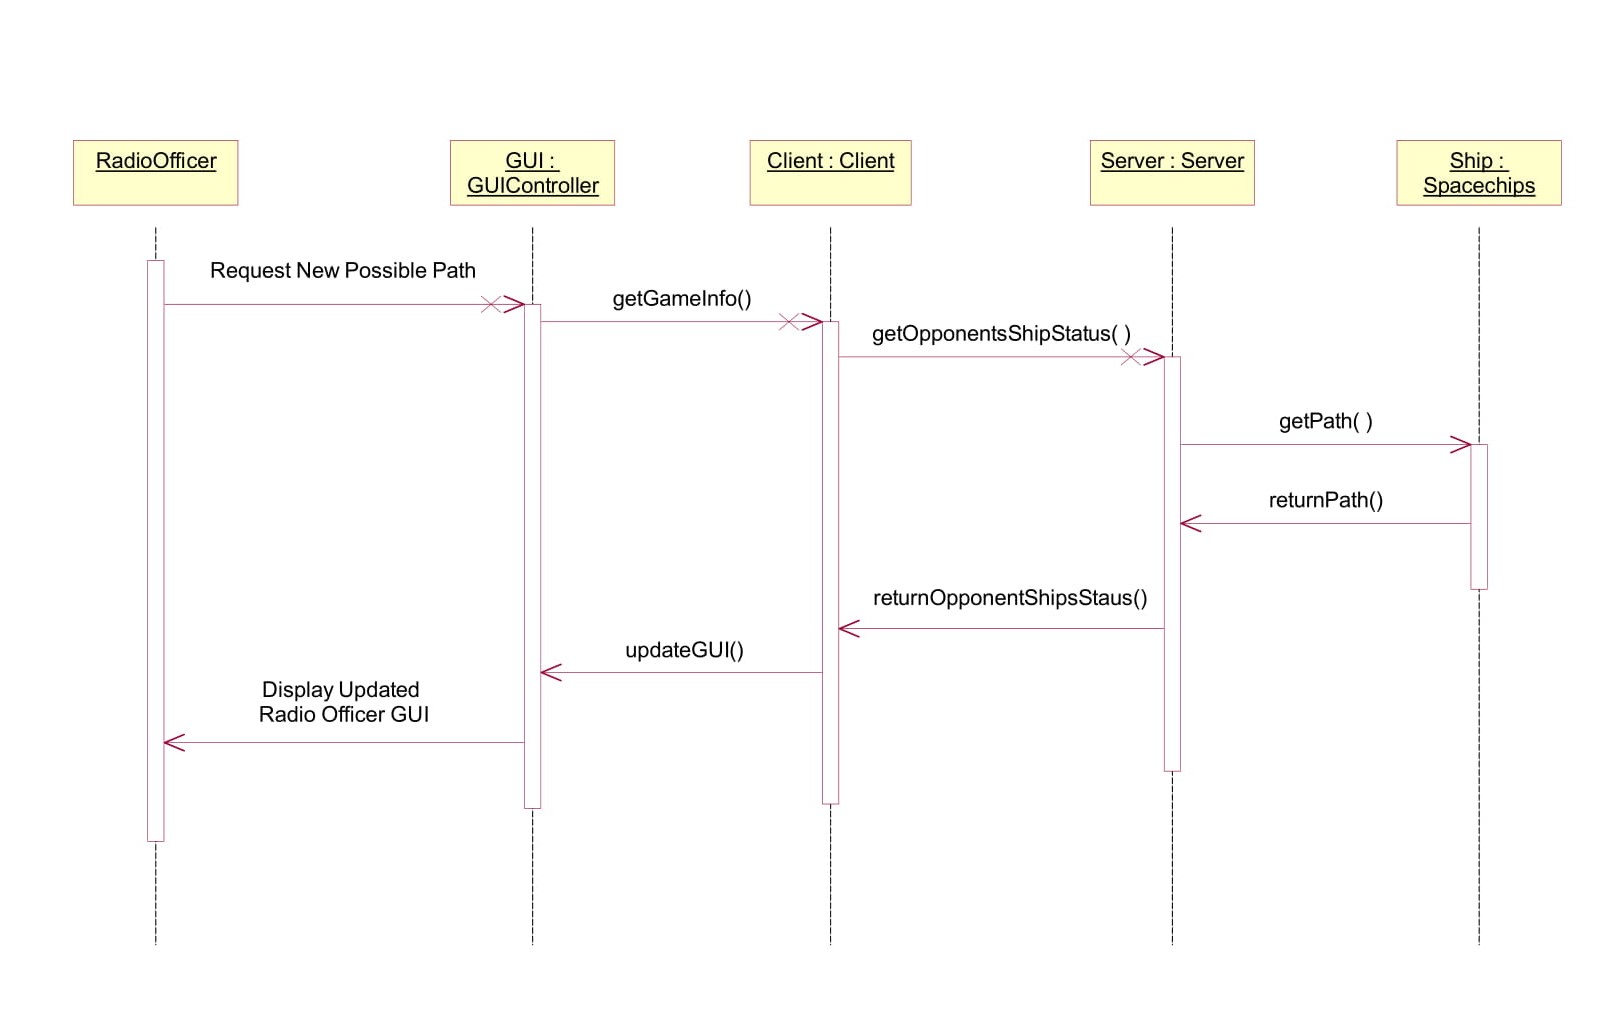 RadioOfficer
GUI :
GUIController
Client : Client
Server : Server
Ship :
Spacechips
Request New Possible Path
getGameInfo()
getOpponentsShipStatus( )
getPath( )
returnPath()
returnOpponentShipsStaus()
updateGUI()
Display Updated
Radio Officer GUI